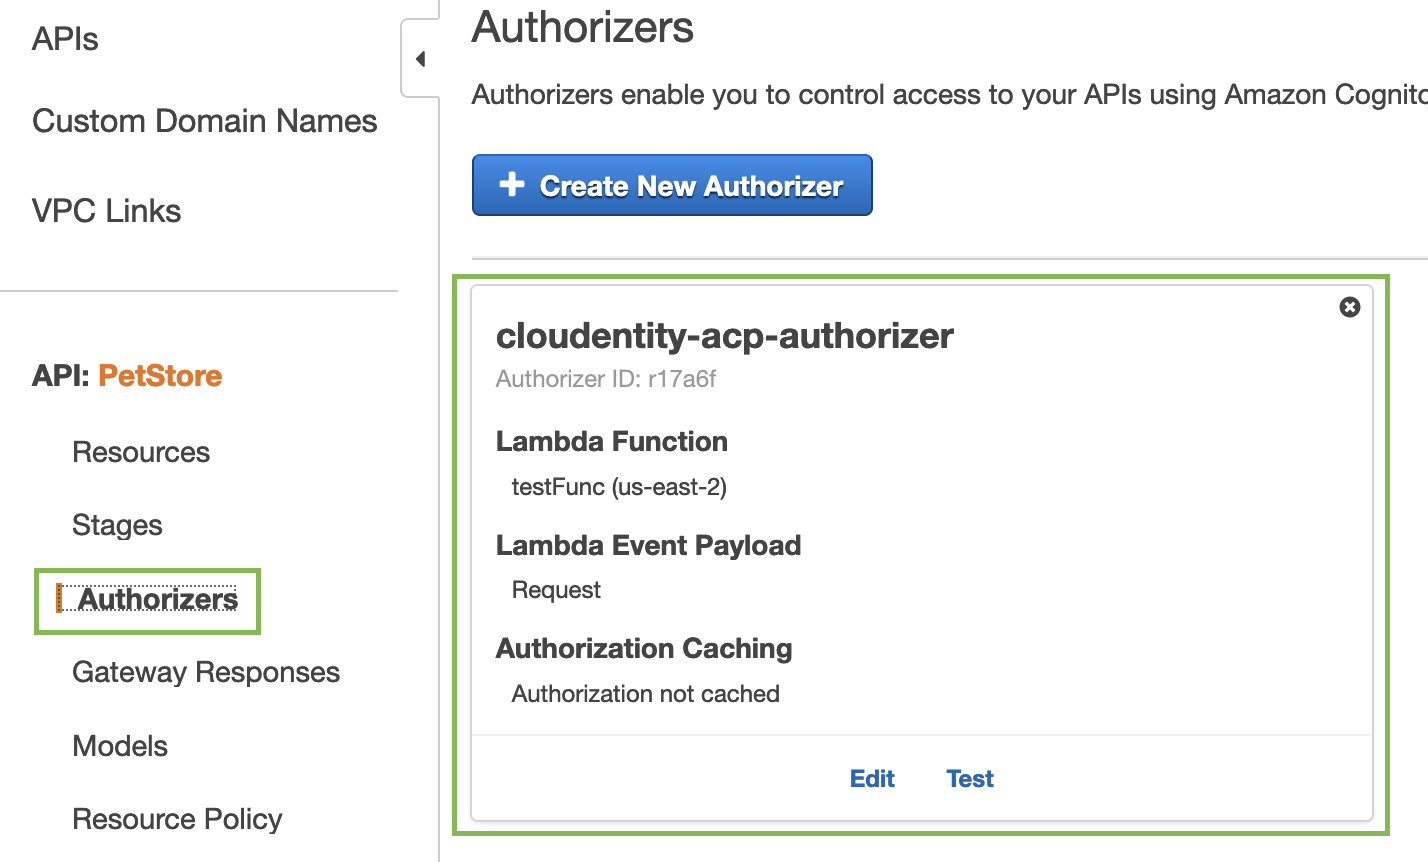 APIs
Custom Domain Names
VPC Links
API: PetStore
Resources
Stages
Authorizers
Gateway Responses
Models
Resource Policy
Authorizers
Authorizers enable you to control access to your APIs using Amazon Cognito
Create New Authorizer
cloudentity-acp-authorizer
Authorizer ID: r17a6f
Lambda Function
testFunc (us-east-2)
Lambda Event Payload
Request
Authorization Caching
Authorization not cached
Edit Test